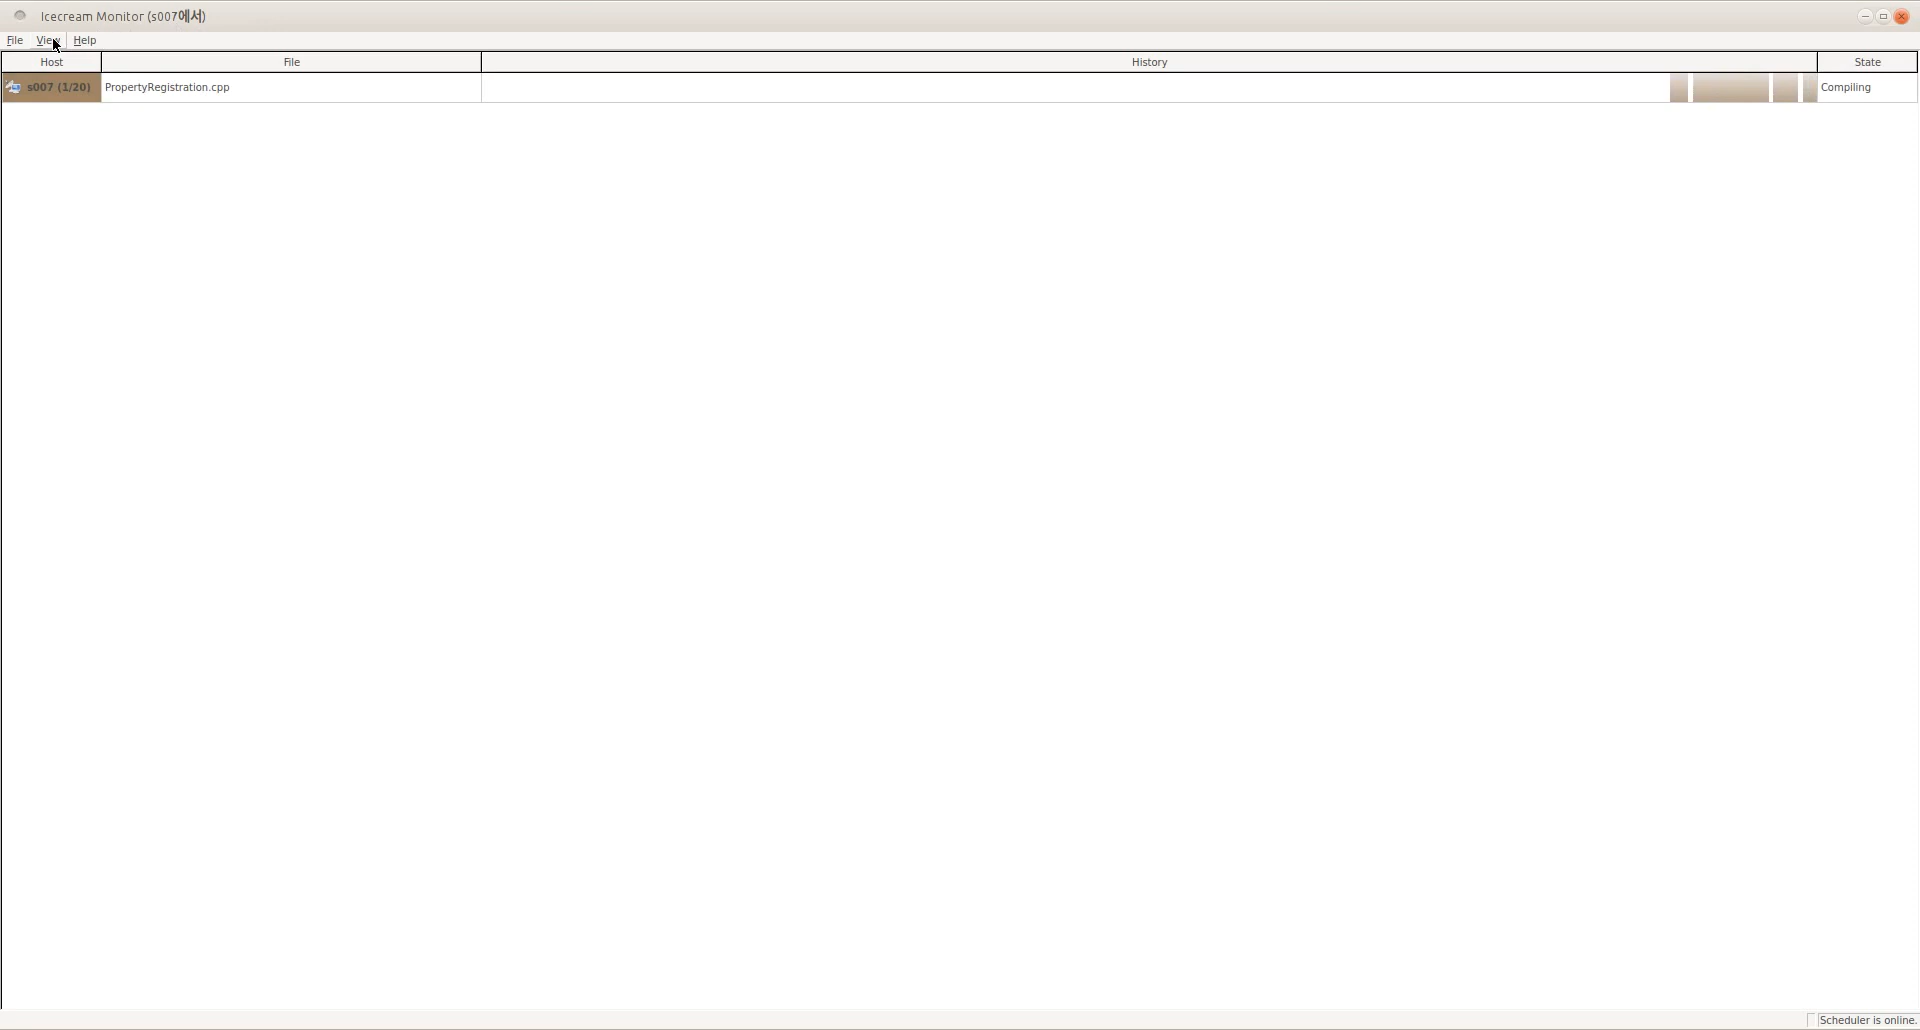 Icecream Monitor (s007에서)
File View Help
Host File History State
s007 (1/20) PropertyRegistration.cpp Compiling
Scheduler is online.